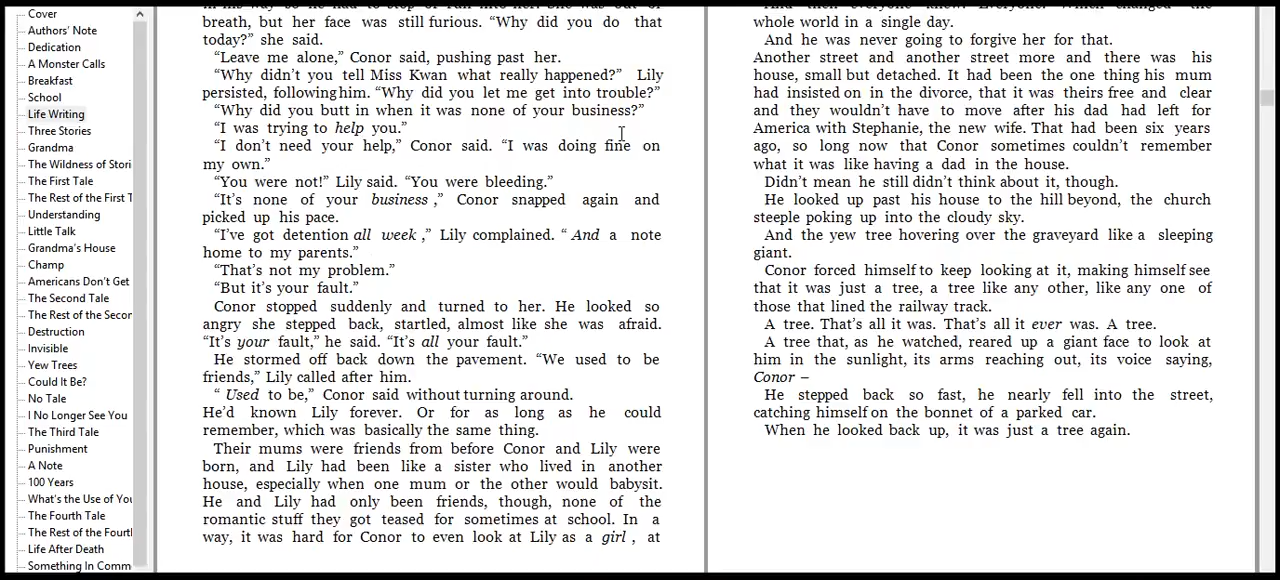 Cover
Authors' Note
Dedication
A Monster Calls
Breakfast
School
Life Writing
Three Stories
Grandma
The Wildness of Stori
The First Tale
The Rest of the First T
Understanding
Little Talk
Grandma's House
Champ
Americans Don't Get
The Second Tale
The Rest of the Secor
Destruction
Invisible
Yew Trees
Could It Be?
No Tale
I No Longer See You
The Third Tale
Punishment
A Note
100 Years
What's the Use of You
The Fourth Tale
The Rest of the Fourtl
Life After Death
Something In Comm
breath, but her face was still furious. “Why did you do that
today?” she said.
“Leave me alone,” Conor said, pushing past her.
“Why didn't you tell Miss Kwan what really happened?” Lily
persisted, following him. “Why did you let me get into trouble?”
“Why did you butt in when it was none of your business?”
“I was trying to help you.”
“I don't need your help,” Conor said. “I was doing fine on
my own.”
“You were not!” Lily said. “You were bleeding.”
“It's none of your business ,” Conor snapped again and
picked up his pace.
“I've got detention all week ,” Lily complained. “ And a note
home to my parents.”
“That's not my problem.”
“But it's your fault.”
Conor stopped suddenly and turned to her. He looked so
angry she stepped back, startled, almost like she was afraid.
“It's your fault,” he said. “It's all your fault.”
He stormed off back down the pavement. “We used to be
friends,” Lily called after him.
“ Used to be,” Conor said without turning around.
He'd known Lily forever. Or for as long as he could
remember, which was basically the same thing.
Their mums were friends from before Conor and Lily were
born, and Lily had been like a sister who lived in another
house, especially when one mum or the other would babysit.
He and Lily had only been friends, though, none of the
romantic stuff they got teased for sometimes at school. In a
way, it was hard for Conor to even look at Lily as a girl , at
whole world in a single day.
And he was never going to forgive her for that.
Another street and another street more and there was his
house, small but detached. It had been the one thing his mum
had insisted on in the divorce, that it was theirs free and clear
and they wouldn't have to move after his dad had left for
America with Stephanie, the new wife. That had been six years
ago, so long now that Conor sometimes couldn't remember
what it was like having a dad in the house.
Didn't mean he still didn't think about it, though.
He looked up past his house to the hill beyond, the church
steeple poking up into the cloudy sky.
And the yew tree hovering over the graveyard like a sleeping
giant.
Conor forced himself to keep looking at it, making himself see
that it was just a tree, a tree like any other, like any one of
those that lined the railway track.
A tree. That's all it was. That's all it ever was. A tree.
A tree that, as he watched, reared up a giant face to look at
him in the sunlight, its arms reaching out, its voice saying,
Conor –
He stepped back so fast, he nearly fell into the street,
catching himself on the bonnet of a parked car.
When he looked back up, it was just a tree again.